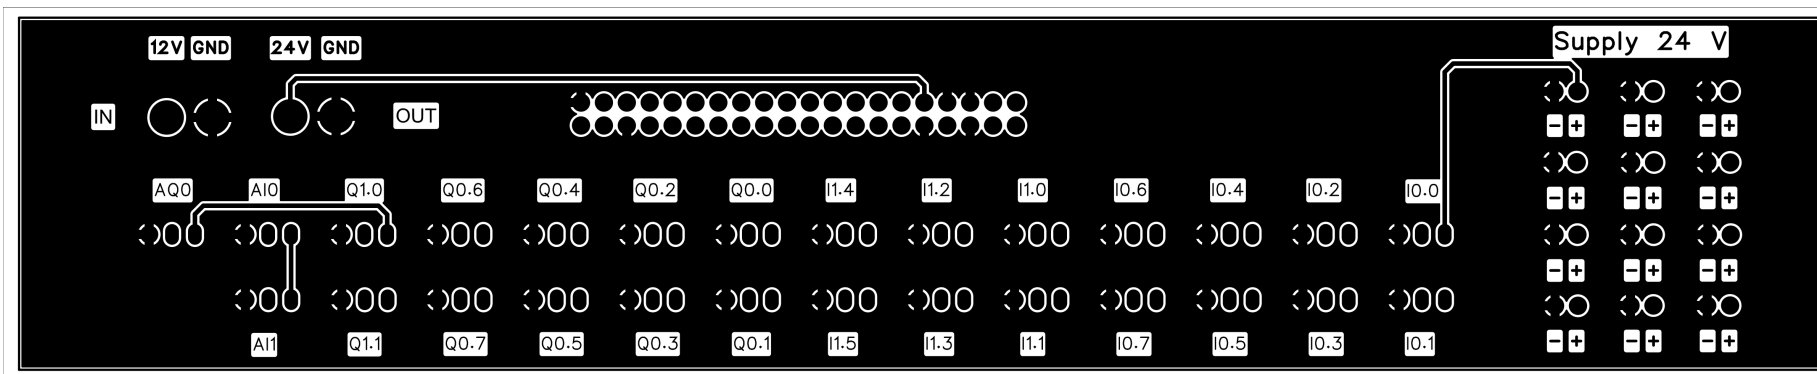 12V GND 24V GND Supply 24 V
IN OUT
- + - + - +
AQ0 AI0 Q1.0 Q0.6 Q0.4 Q0.2 Q0.0 I1.4 I1.2 I1.0 I0.6 I0.4 I0.2 I0.0
- + - + - +
- + - + - +
AI1 Q1.1 Q0.7 Q0.5 Q0.3 Q0.1 I1.5 I1.3 I1.1 I0.7 I0.5 I0.3 I0.1
- + - + - +